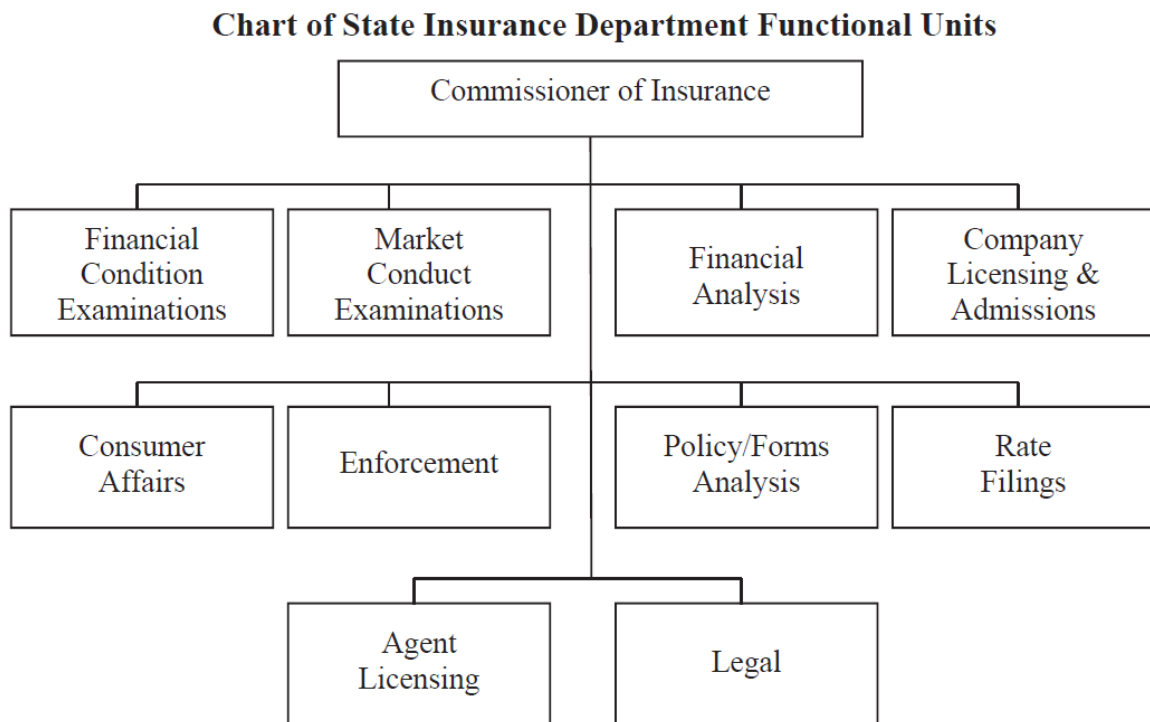 Chart of State Insurance Department Functional Units
Commissioner of Insurance
Financial
Condition
Examinations
Market
Conduct
Examinations
Financial
Analysis
Company
Licensing &
Admissions
Consumer
Affairs
Enforcement
Policy/Forms
Analysis
Rate
Filings
Agent
Licensing
Legal